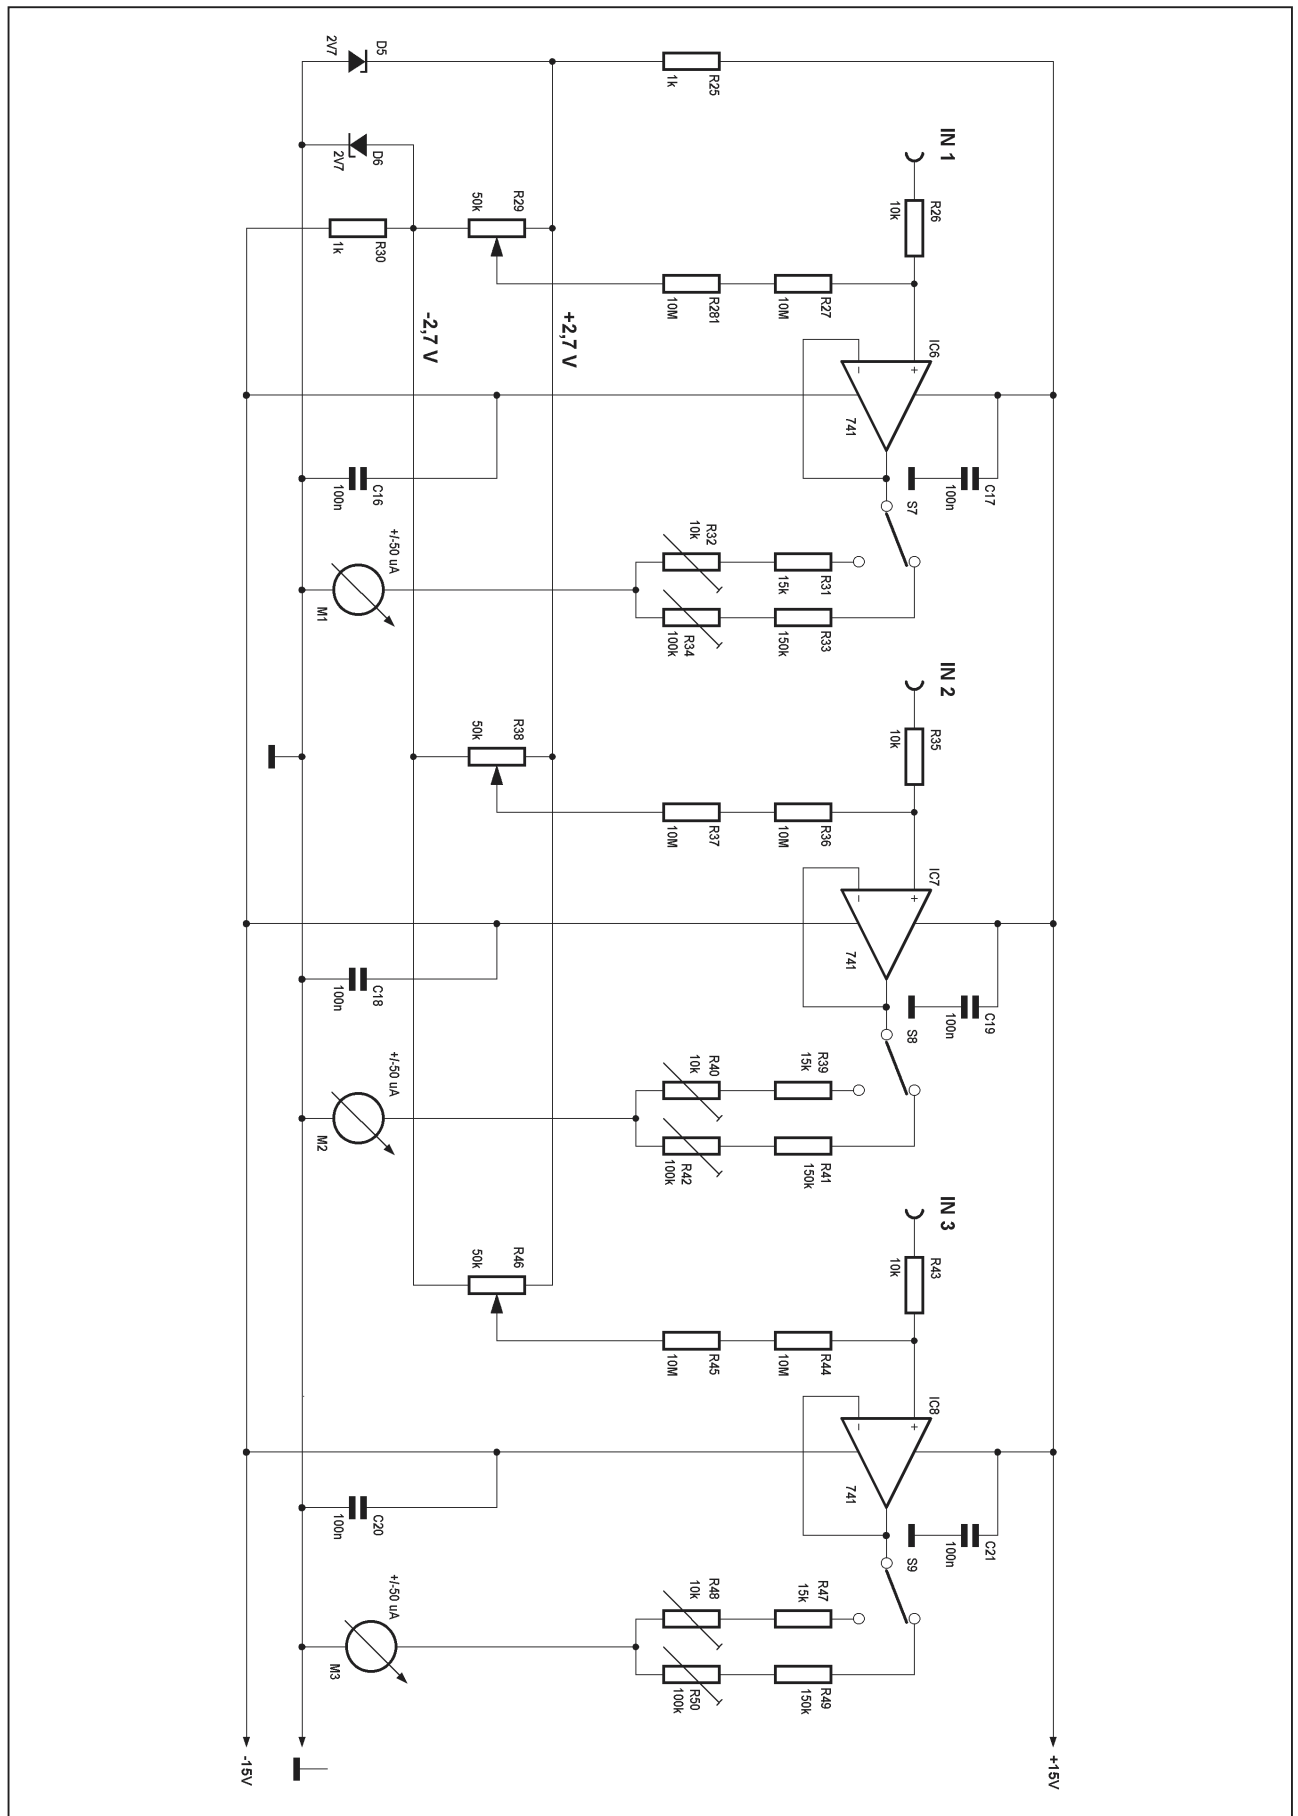 D5
2V7
D6
2V7
R25
1k
IN 1
R26
10k
R29
50k
R30
1k
R27
10M
R281
10M
+2,7 V
-2,7 V
IC6
+
−
741
C17
100n
C16
100n
S7
R31
15k
R32
10k
R33
150k
R34
100k
+/-50 uA
M1
IN 2
R35
10k
R38
50k
R36
10M
R37
10M
IC7
+
−
741
C19
100n
C18
100n
S8
R39
15k
R40
10k
R41
150k
R42
100k
+/-50 uA
M2
IN 3
R43
10k
R46
50k
R44
10M
R45
10M
IC8
+
−
741
C21
100n
C20
100n
S9
R47
15k
R48
10k
R49
150k
R50
100k
+/-50 uA
M3
+15V
-15V